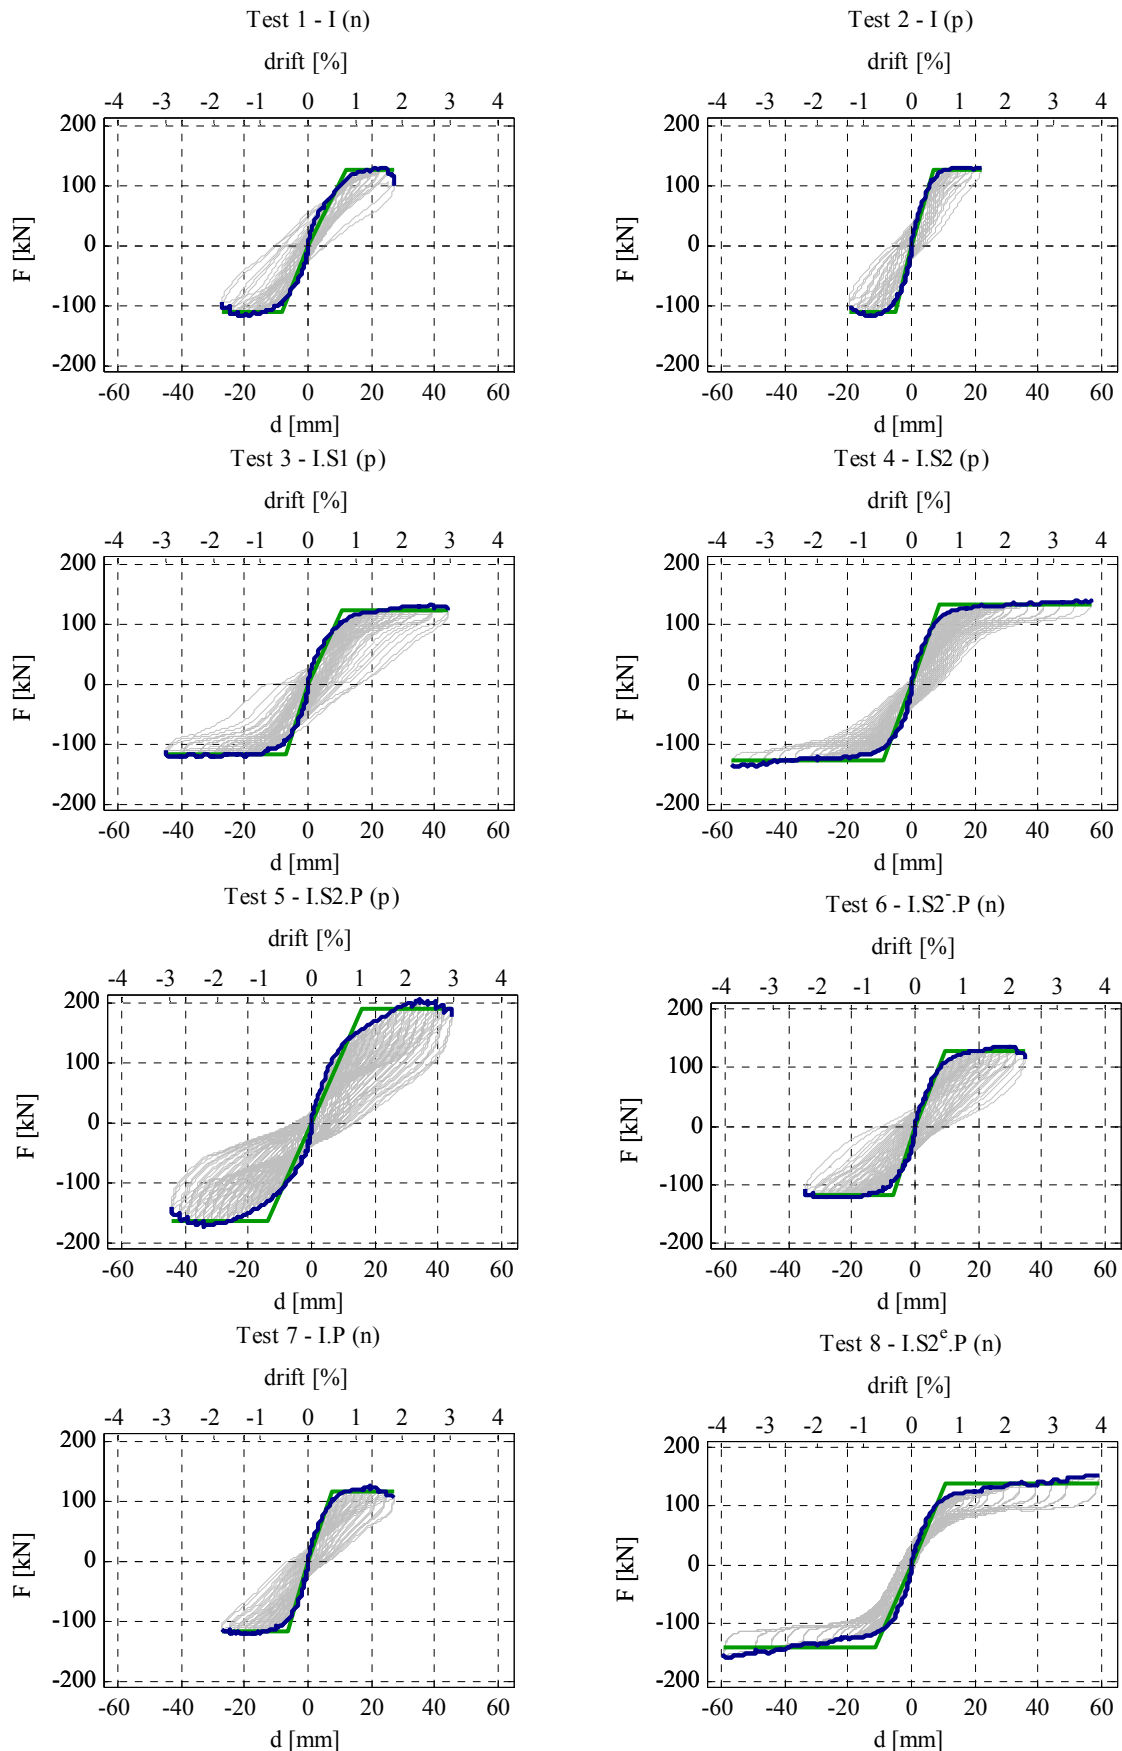 Test 1 - I (n)
drift [%]
-4 -3 -2 -1 0 1 2 3 4
200
100
0
-100
-200
F [kN]
-60 -40 -20 0 20 40 60
d [mm]
Test 2 - I (p)
drift [%]
-4 -3 -2 -1 0 1 2 3 4
200
100
0
-100
-200
F [kN]
-60 -40 -20 0 20 40 60
d [mm]
Test 3 - I.S1 (p)
drift [%]
-4 -3 -2 -1 0 1 2 3 4
200
100
0
-100
-200
F [kN]
-60 -40 -20 0 20 40 60
d [mm]
Test 4 - I.S2 (p)
drift [%]
-4 -3 -2 -1 0 1 2 3 4
200
100
0
-100
-200
F [kN]
-60 -40 -20 0 20 40 60
d [mm]
Test 5 - I.S2.P (p)
drift [%]
-4 -3 -2 -1 0 1 2 3 4
200
100
0
-100
-200
F [kN]
-60 -40 -20 0 20 40 60
d [mm]
Test 6 - I.S2⁻.P (n)
drift [%]
-4 -3 -2 -1 0 1 2 3 4
200
100
0
-100
-200
F [kN]
-60 -40 -20 0 20 40 60
d [mm]
Test 7 - I.P (n)
drift [%]
-4 -3 -2 -1 0 1 2 3 4
200
100
0
-100
-200
F [kN]
-60 -40 -20 0 20 40 60
d [mm]
Test 8 - I.S2ᵉ.P (n)
drift [%]
-4 -3 -2 -1 0 1 2 3 4
200
100
0
-100
-200
F [kN]
-60 -40 -20 0 20 40 60
d [mm]